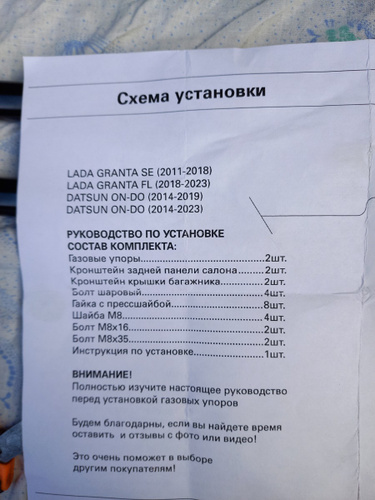 Схема установки
LADA GRANTA SE (2011-2018)
LADA GRANTA FL (2018-2023)
DATSUN ON-DO (2014-2019)
DATSUN ON-DO (2014-2023)
РУКОВОДСТВО ПО УСТАНОВКЕ
СОСТАВ КОМПЛЕКТА:
Газовые упоры................................2шт.
Кронштейн задней панели салона........2шт.
Кронштейн крышки багажника............2шт.
Болт шаровый................................4шт.
Гайка с прессшайбой.........................8шт.
Шайба М8.......................................4шт.
Болт М8х16.....................................2шт.
Болт М8х35.....................................2шт.
Инструкция по установке...................1шт.
ВНИМАНИЕ!
Полностью изучите настоящее руководство
перед установкой газовых упоров
Будем благодарны, если вы найдете время
оставить и отзывы с фото или видео!
Это очень поможет в выборе
другим покупателям!